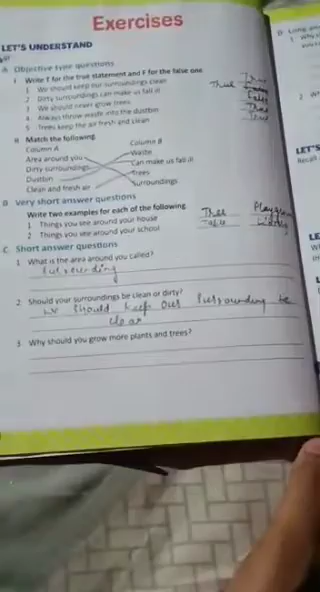 Exercises
LET'S UNDERSTAND
A Objective type questions
I Write T for the true statement and F for the false one
1 We should keep our surroundings clean
2 Dirty surroundings can make us fall ill
3 We should never grow trees
4 Always throw waste into the dustbin
5 Trees keep the air fresh and clean
True
II Match the following
Column A Column B
Area around you Waste
Dirty surroundings Can make us fall ill
Dustbin Trees
Clean and fresh air Surroundings
B Very short answer questions
Write two examples for each of the following
1 Things you see around your house
2 Things you see around your school
C Short answer questions
1. What is the area around you called?
Surrounding
2. Should your surroundings be clean or dirty?
we should keep our surrounding be
clean
3. Why should you grow more plants and trees?
D
1
2
LET'S
Recall